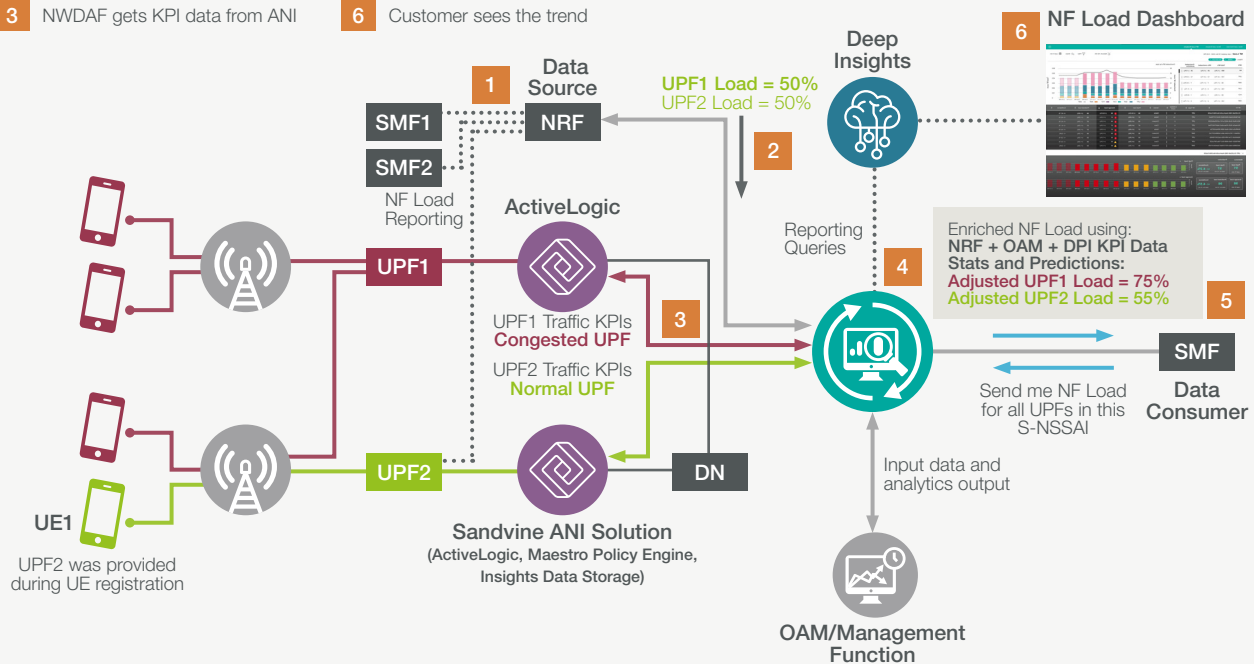 3 NWDAF gets KPI data from ANI
6 Customer sees the trend
6 NF Load Dashboard
Deep
Insights
1
Data
Source
NRF
SMF1
SMF2
NF Load
Reporting
UPF1 Load = 50%
UPF2 Load = 50%
2
ActiveLogic
Reporting
Queries
4
Enriched NF Load using:
NRF + OAM + DPI KPI Data
Stats and Predictions:
Adjusted UPF1 Load = 75%
Adjusted UPF2 Load = 55%
5
UPF1
UPF1 Traffic KPIs
Congested UPF
3
UPF2 Traffic KPIs
Normal UPF
SMF
Data
Consumer
Send me NF Load
for all UPFs in this
S-NSSAI
UPF2
DN
Input data and
analytics output
UE1
UPF2 was provided
during UE registration
Sandvine ANI Solution
(ActiveLogic, Maestro Policy Engine,
Insights Data Storage)
OAM/Management
Function